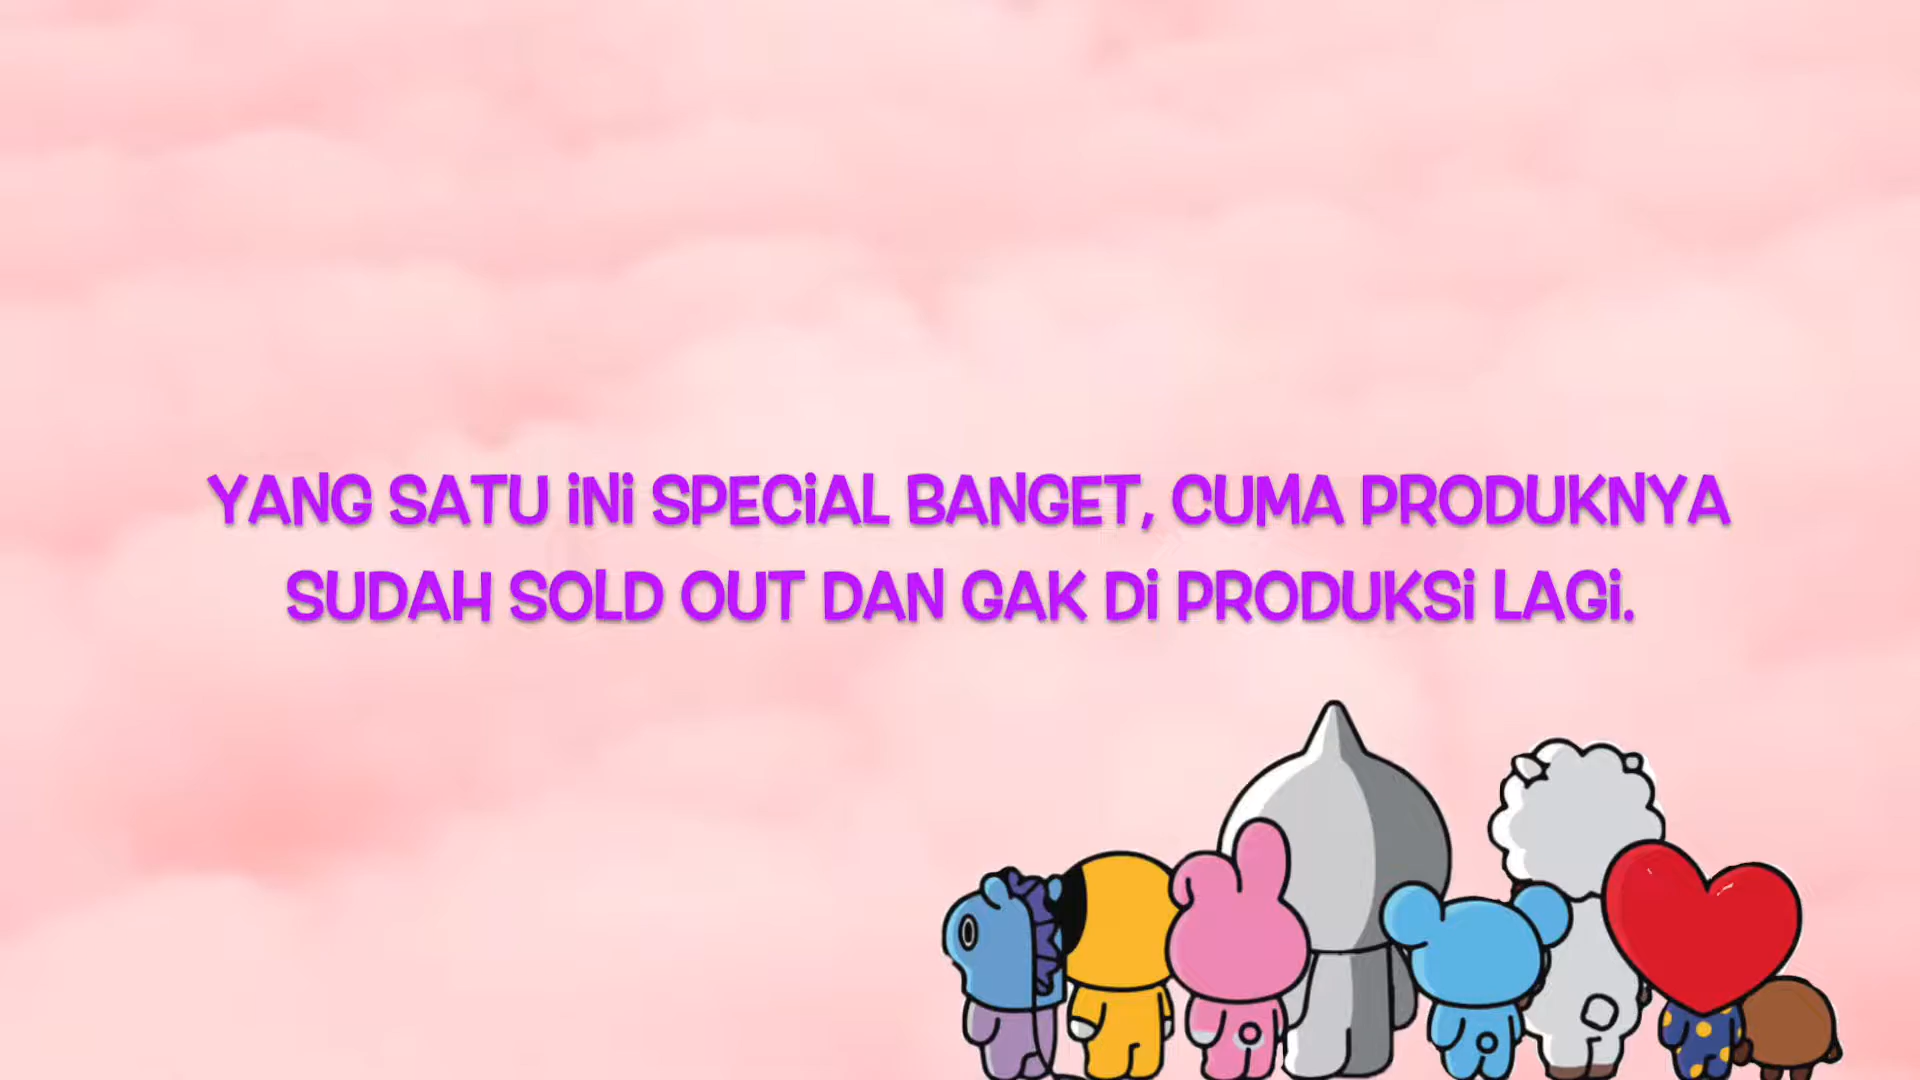 YANG SATU INI SPECIAL BANGET, CUMA PRODUKNYA
SUDAH SOLD OUT DAN GAK DI PRODUKSI LAGI.